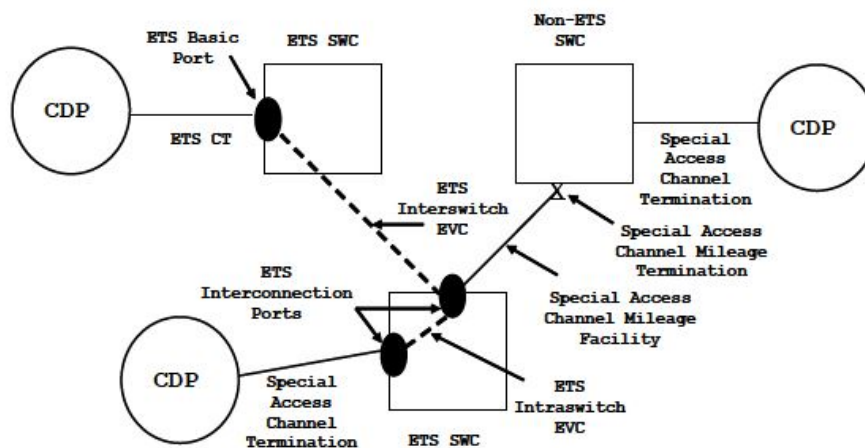 ETS Basic
Port
ETS SWC
Non-ETS
SWC
CDP
ETS CT
CDP
Special
Access
Channel
Termination
ETS
Interswitch
EVC
X
Special Access
Channel Mileage
Termination
ETS
Interconnection
Ports
Special Access
Channel Mileage
Facility
CDP
Special
Access
Channel
Termination
ETS
Intraswitch
EVC
ETS SWC